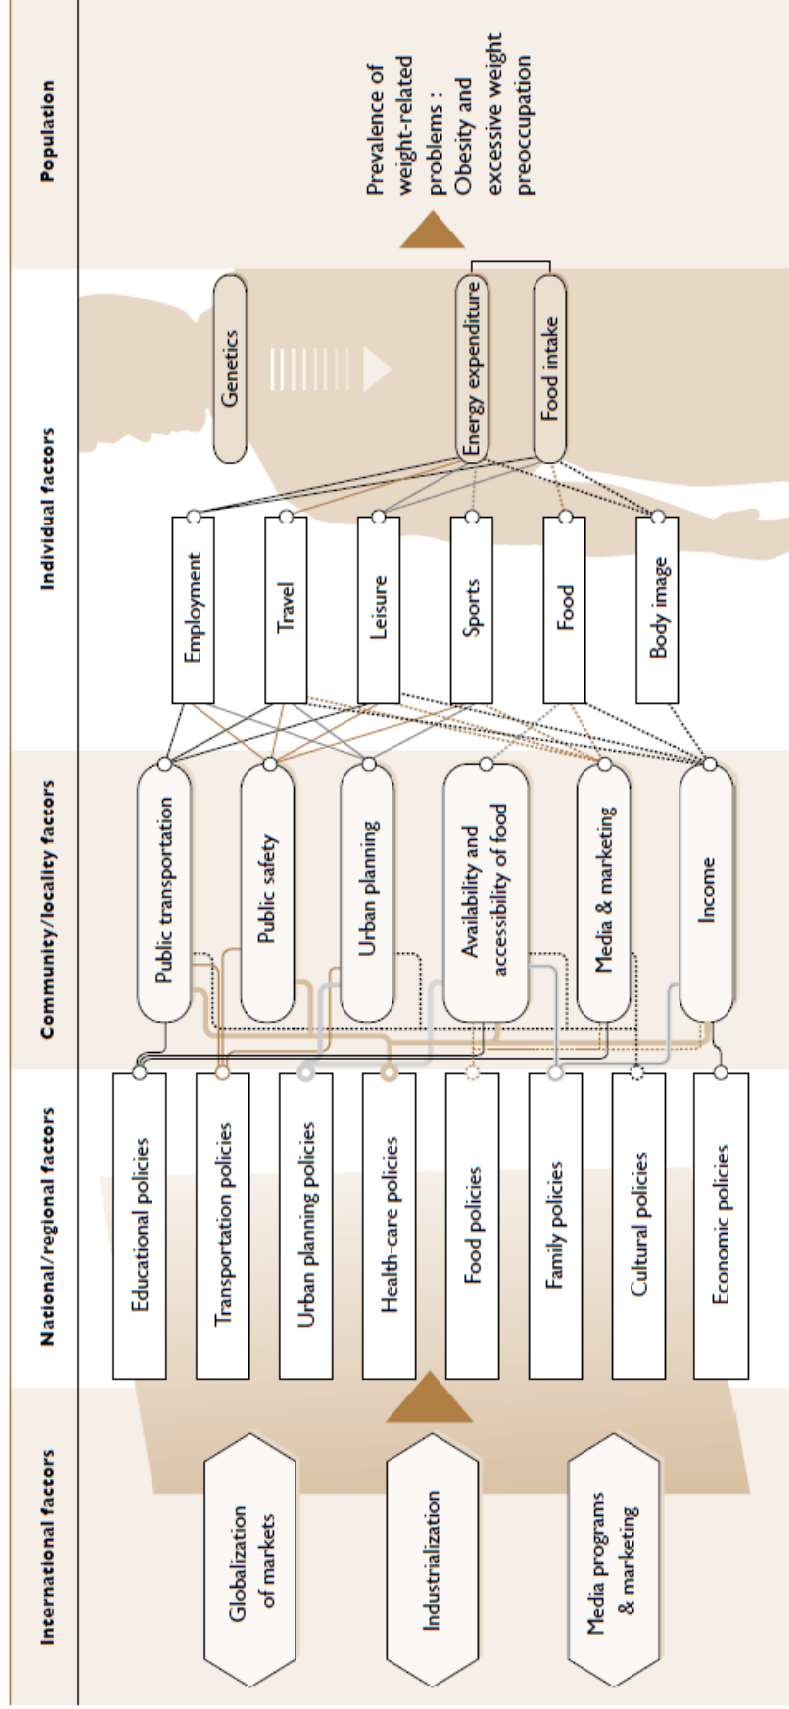 International factors
National/regional factors
Community/locality factors
Individual factors
Population
Globalization
of markets
Industrialization
Media programs
& marketing
Educational policies
Transportation policies
Urban planning policies
Health-care policies
Food policies
Family policies
Cultural policies
Economic policies
Public transportation
Public safety
Urban planning
Availability and
accessibility of food
Media & marketing
Income
Employment
Travel
Leisure
Sports
Food
Body image
Genetics
Energy expenditure
Food intake
Prevalence of
weight-related
problems :
Obesity and
excessive weight
preoccupation